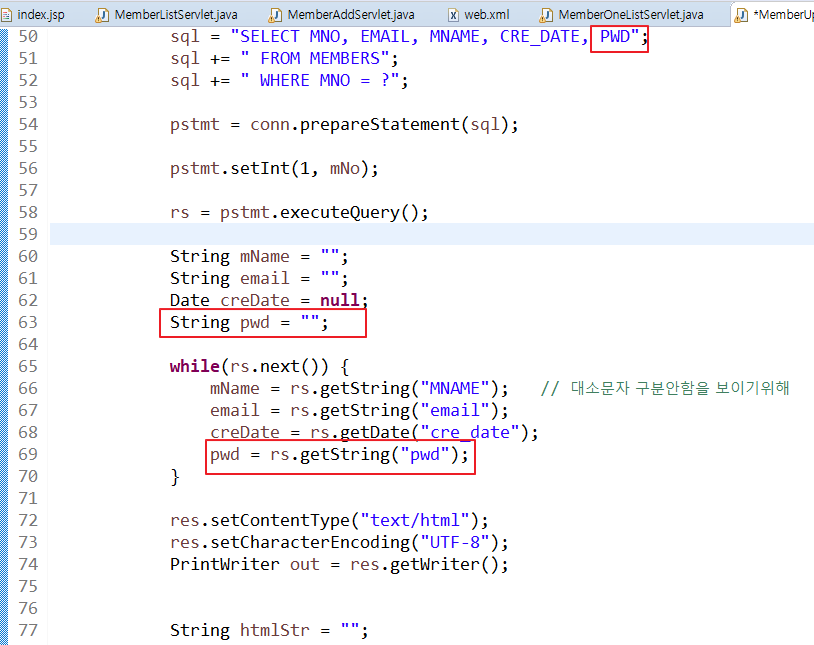 index.jsp MemberListServlet.java MemberAddServlet.java web.xml MemberOneListServlet.java *MemberUp
50 sql = "SELECT MNO, EMAIL, MNAME, CRE_DATE, PWD";
51 sql += " FROM MEMBERS";
52 sql += " WHERE MNO = ?";
53
54 pstmt = conn.prepareStatement(sql);
55
56 pstmt.setInt(1, mNo);
57
58 rs = pstmt.executeQuery();
59
60 String mName = "";
61 String email = "";
62 Date creDate = null;
63 String pwd = "";
64
65 while(rs.next()) {
66 mName = rs.getString("MNAME"); // 대소문자 구분안함을 보이기위해
67 email = rs.getString("email");
68 creDate = rs.getDate("cre_date");
69 pwd = rs.getString("pwd");
70 }
71
72 res.setContentType("text/html");
73 res.setCharacterEncoding("UTF-8");
74 PrintWriter out = res.getWriter();
75
76
77 String htmlStr = "";